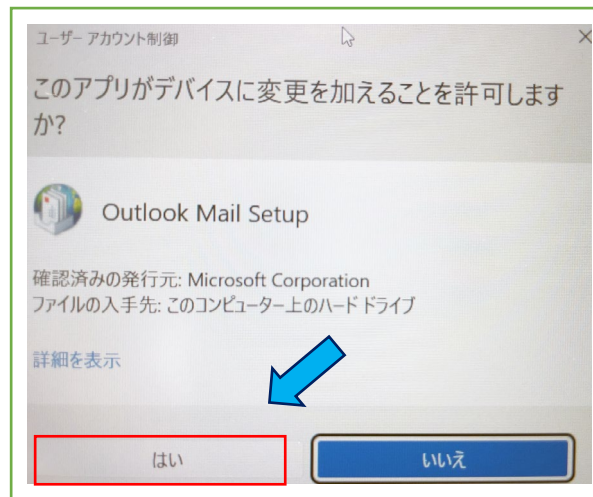 ユーザー アカウント制御
このアプリがデバイスに変更を加えることを許可します
か?
Outlook Mail Setup
確認済みの発行元: Microsoft Corporation
ファイルの入手先: このコンピューター上のハード ドライブ
詳細を表示
はい
いいえ